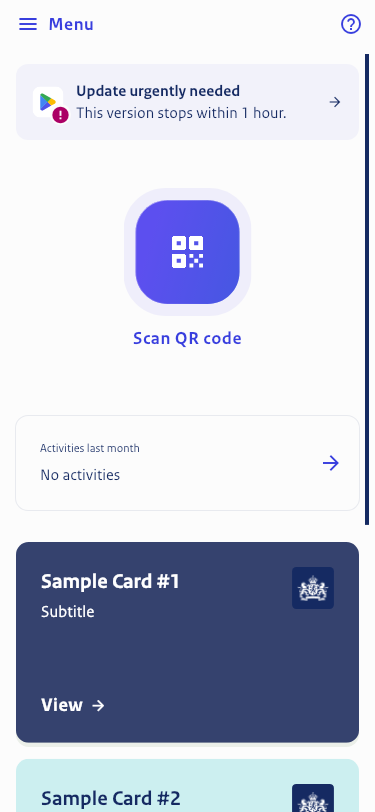 Menu
Update urgently needed
This version stops within 1 hour.
Scan QR code
Activities last month
No activities
Sample Card #1
Subtitle
View
Sample Card #2